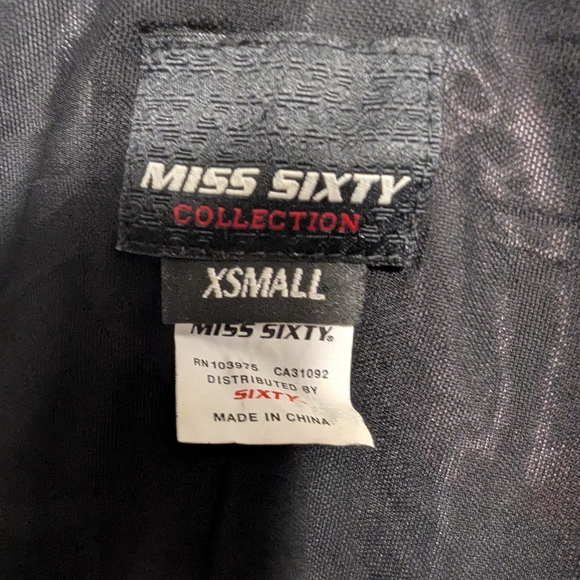 MISS SIXTY
COLLECTION
XSMALL
MISS SIXTY®
RN 103975 CA31092
DISTRIBUTED BY
SIXTY
MADE IN CHINA